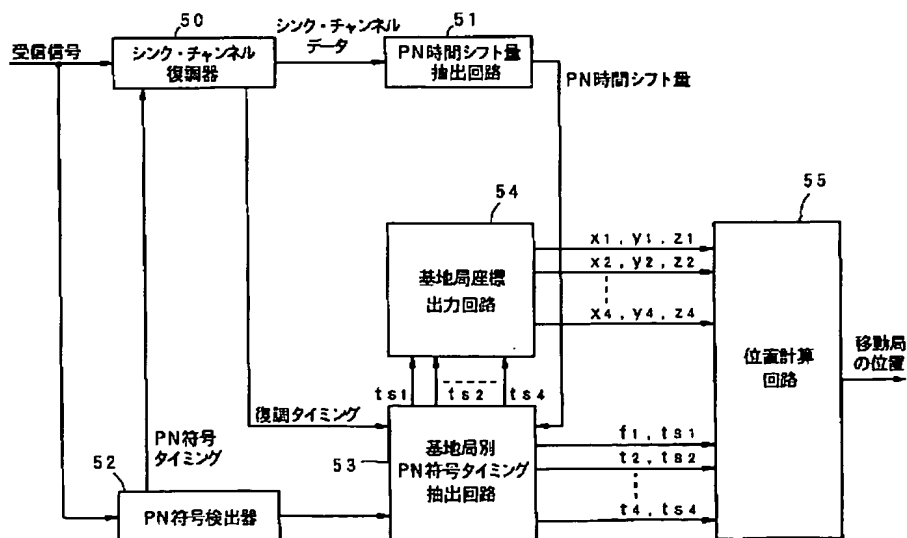 受信信号
50
シンク・チャンネル
復調器
シンク・チャンネル
データ
51
PN時間シフト量
抽出回路
PN時間シフト量
54
基地局座標
出力回路
x1, y1, z1
x2, y2, z2
x4, y4, z4
55
位置計算
回路
移動局
の位置
ts1
ts2
ts4
復調タイミング
PN符号
タイミング
53
基地局別
PN符号タイミング
抽出回路
f1, ts1
t2, ts2
t4, ts4
52
PN符号検出器